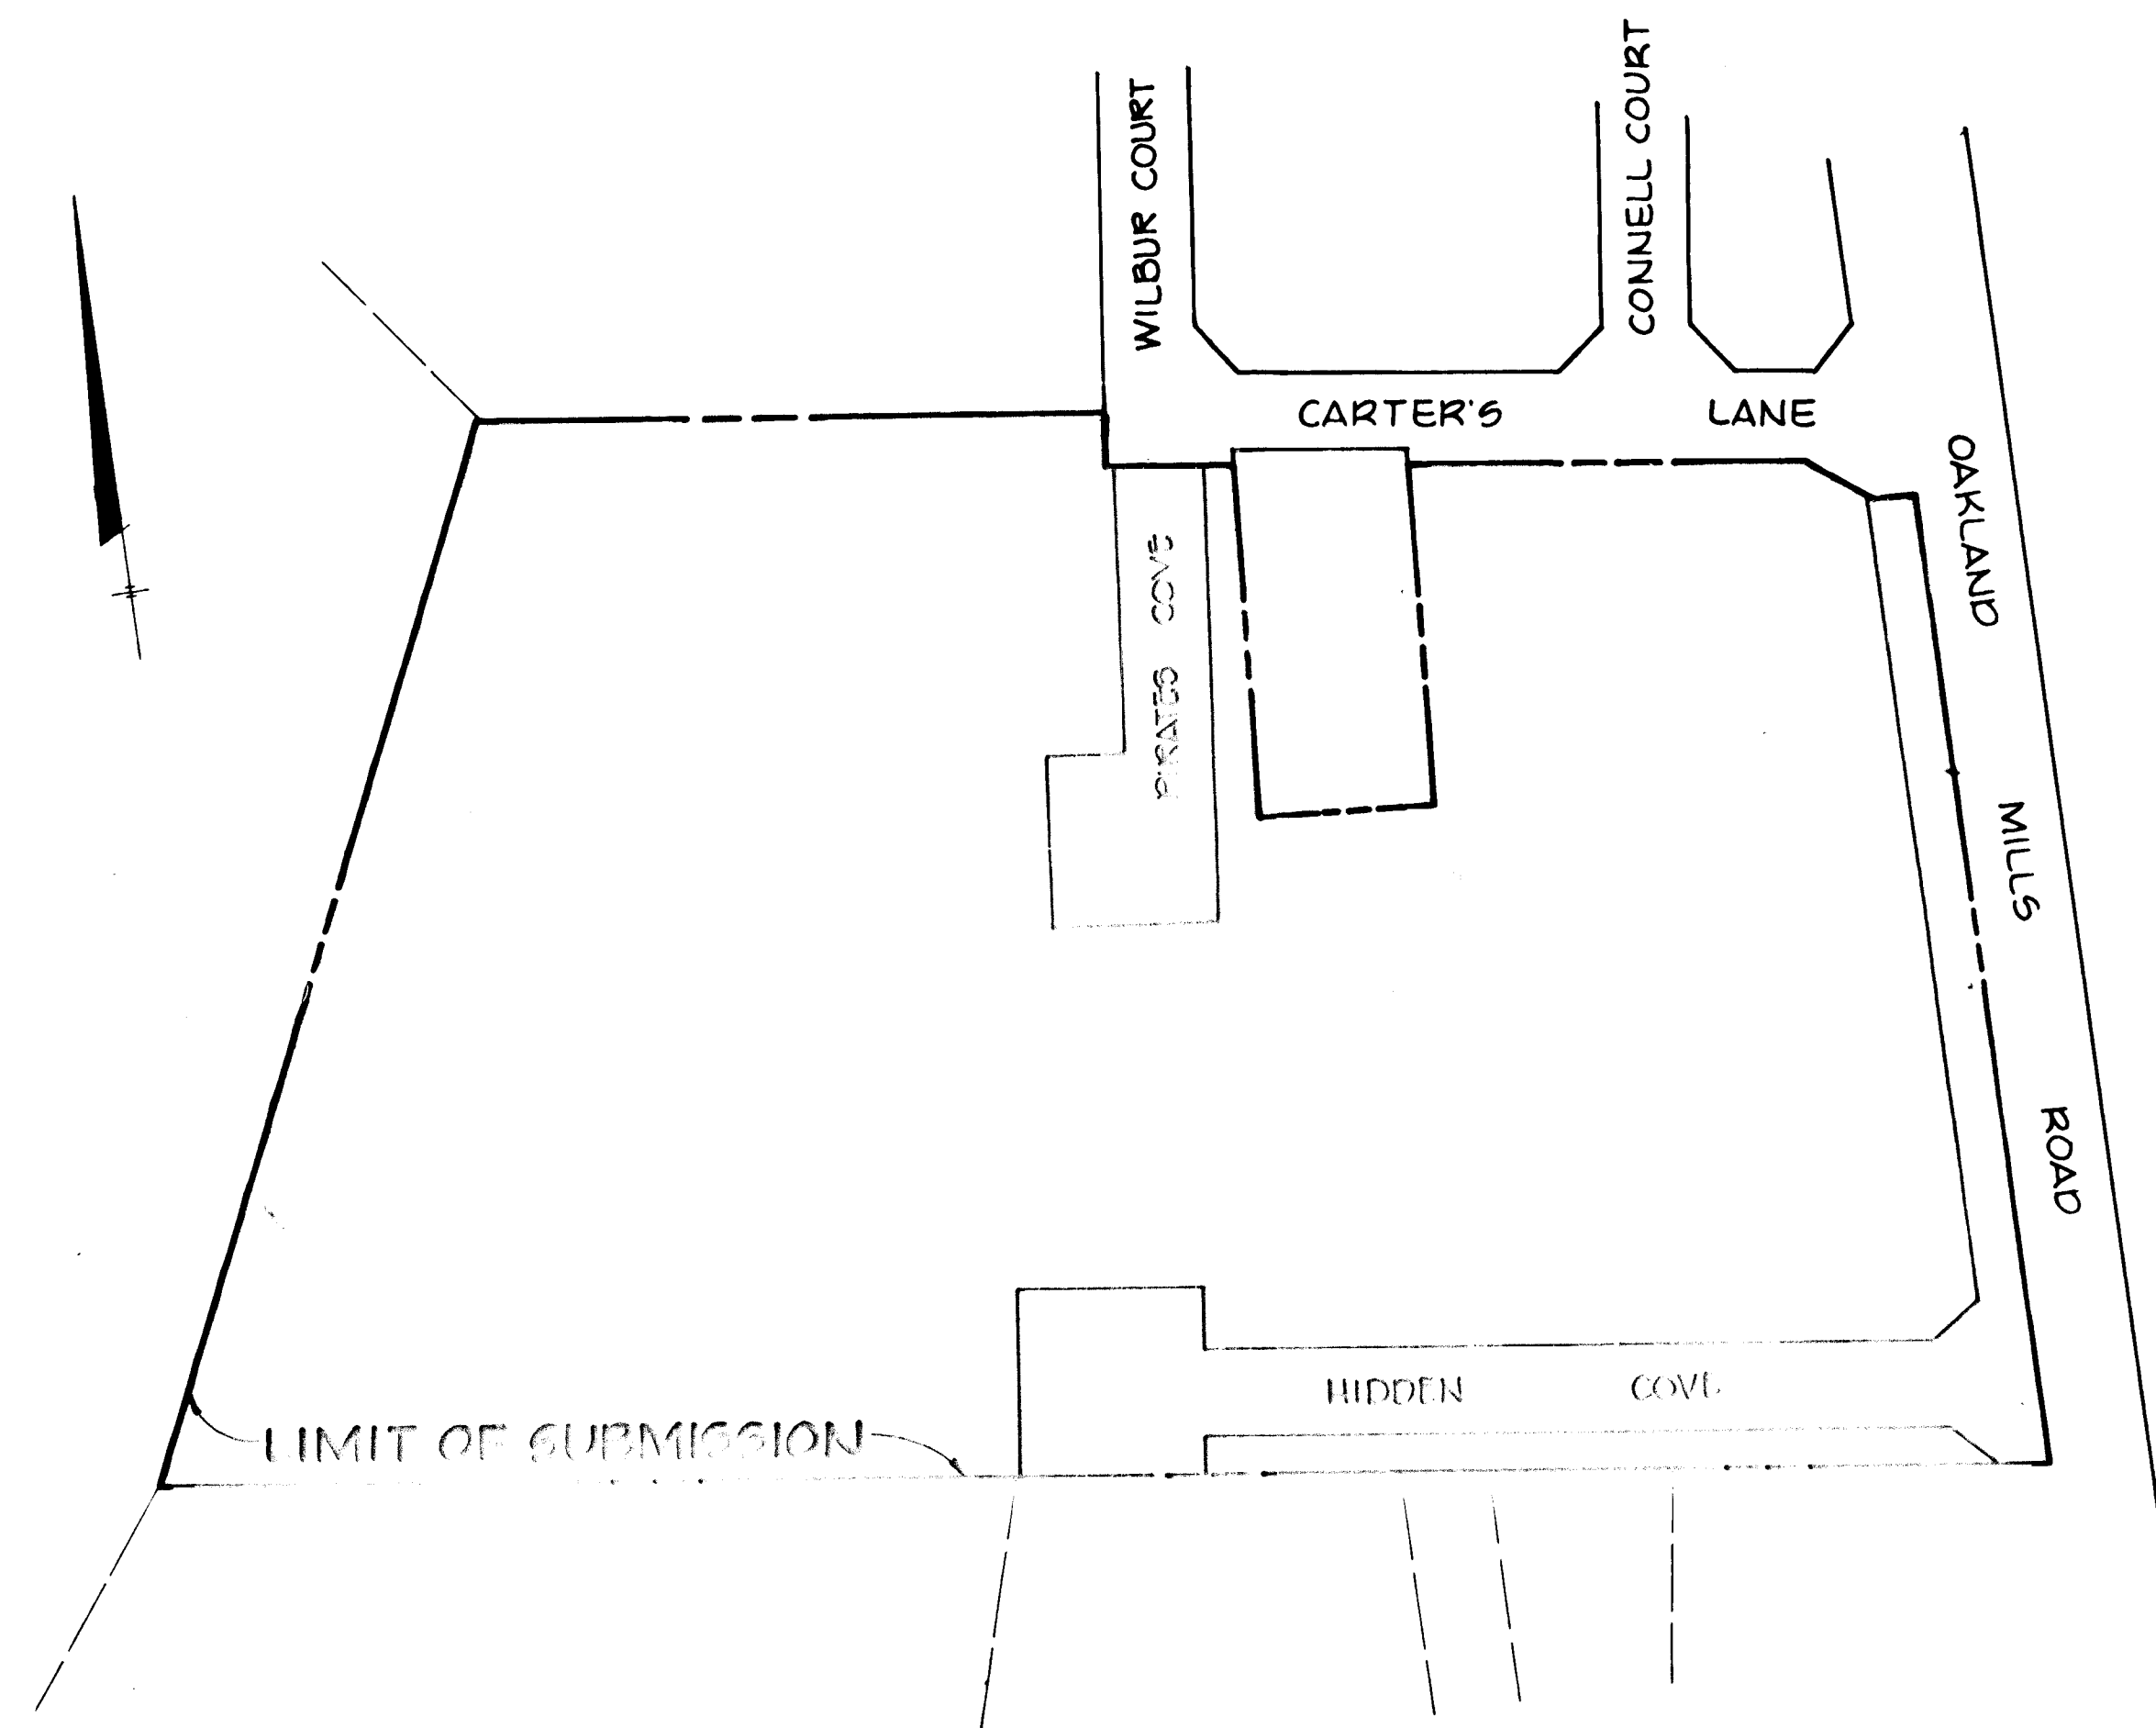 WILBUR COURT
CONNELL COURT
CARTER'S LANE
OAKLAND MILLS ROAD
PIRATES COVE
HIDDEN COVE
LIMIT OF SUBMISSION